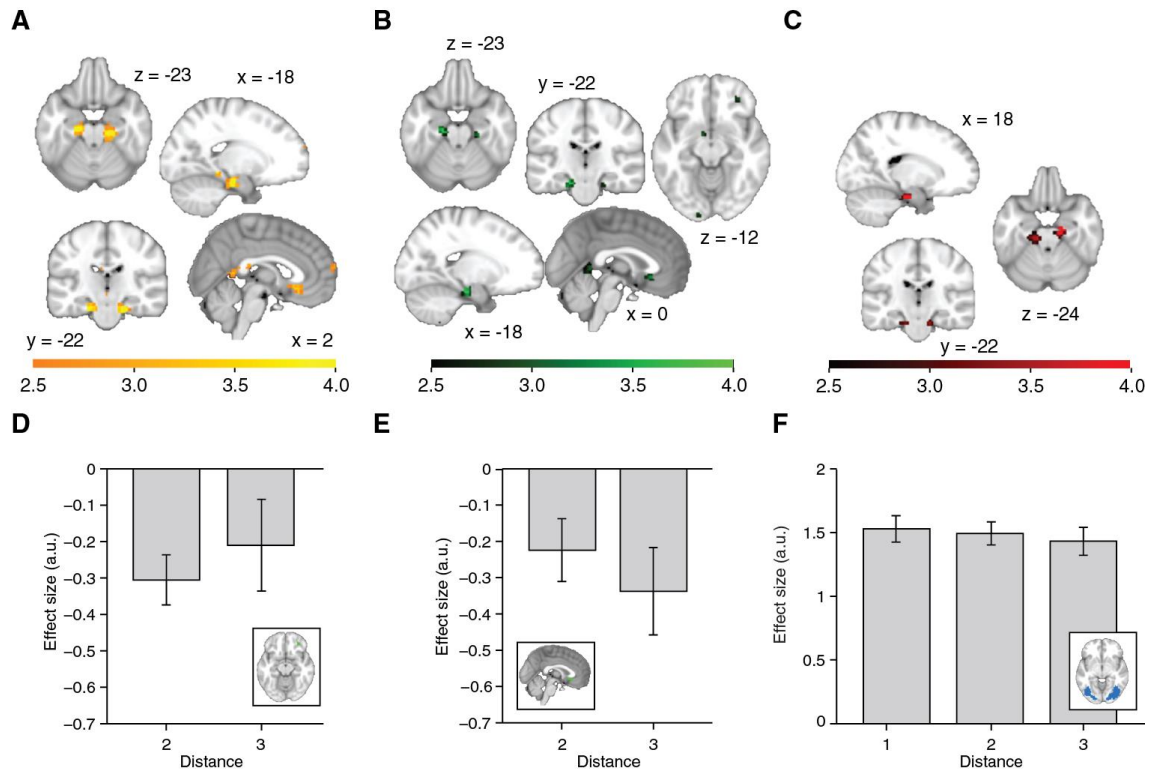 A
B
C
z = -23
x = -18
y = -22
x = 2
2.5 3.0 3.5 4.0
z = -23
y = -22
z = -12
x = -18
x = 0
2.5 3.0 3.5 4.0
x = 18
z = -24
y = -22
2.5 3.0 3.5 4.0
D
Effect size (a.u.)
0
–0.1
–0.2
–0.3
–0.4
–0.5
–0.6
–0.7
2 3
Distance
E
Effect size (a.u.)
0
–0.1
–0.2
–0.3
–0.4
–0.5
–0.6
–0.7
2 3
Distance
F
Effect size (a.u.)
2
1.5
1
0.5
0
1 2 3
Distance